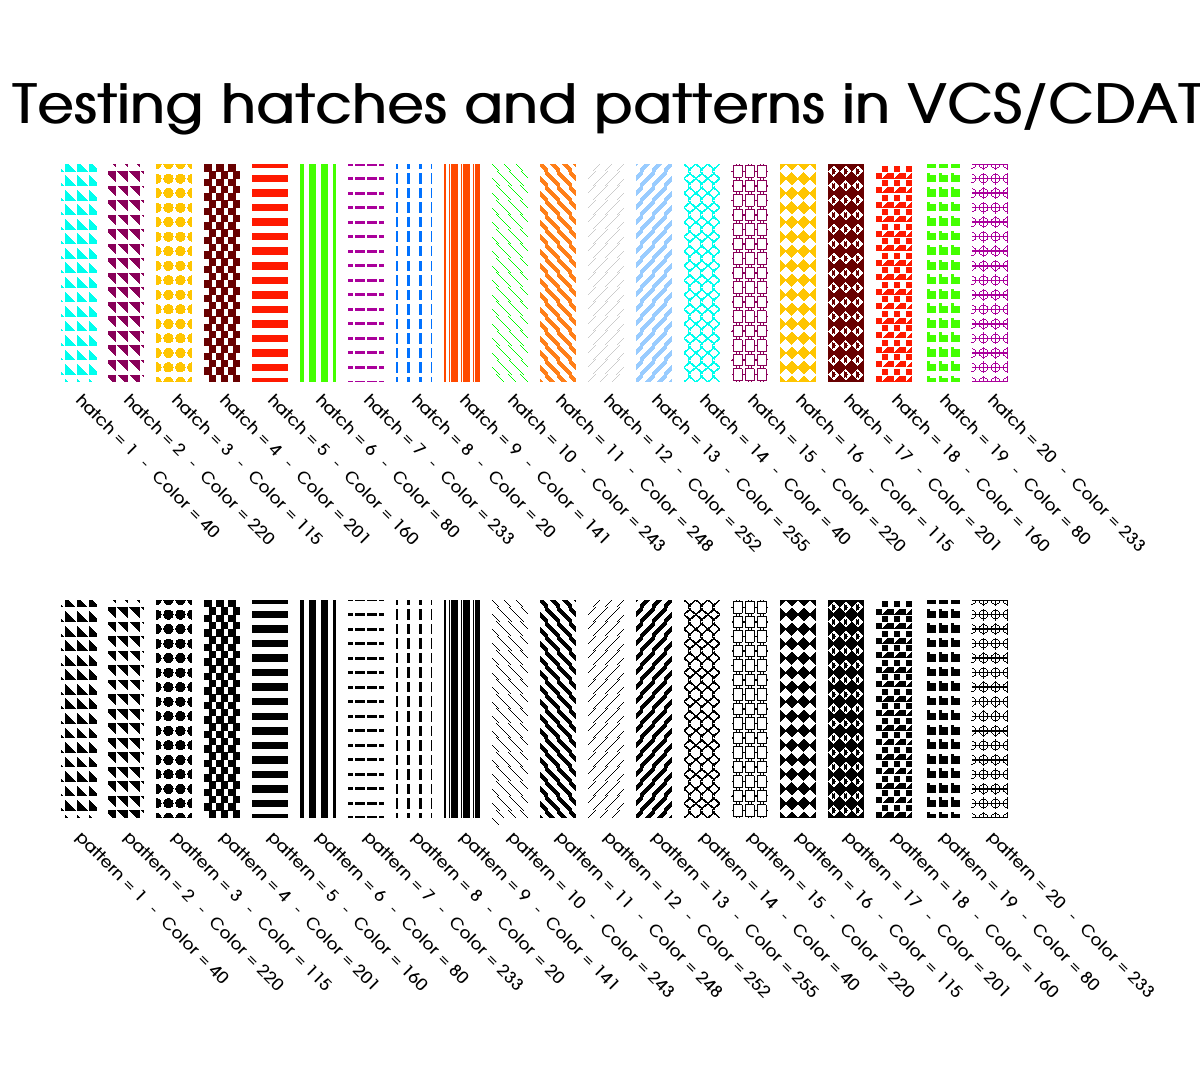 Testing hatches and patterns in VCS/CDAT
hatch = 1 - Color = 40
hatch = 2 - Color = 220
hatch = 3 - Color = 115
hatch = 4 - Color = 201
hatch = 5 - Color = 160
hatch = 6 - Color = 80
hatch = 7 - Color = 233
hatch = 8 - Color = 20
hatch = 9 - Color = 141
hatch = 10 - Color = 243
hatch = 11 - Color = 248
hatch = 12 - Color = 252
hatch = 13 - Color = 255
hatch = 14 - Color = 40
hatch = 15 - Color = 220
hatch = 16 - Color = 115
hatch = 17 - Color = 201
hatch = 18 - Color = 160
hatch = 19 - Color = 80
hatch = 20 - Color = 233
pattern = 1 - Color = 40
pattern = 2 - Color = 220
pattern = 3 - Color = 115
pattern = 4 - Color = 201
pattern = 5 - Color = 160
pattern = 6 - Color = 80
pattern = 7 - Color = 233
pattern = 8 - Color = 20
pattern = 9 - Color = 141
pattern = 10 - Color = 243
pattern = 11 - Color = 248
pattern = 12 - Color = 252
pattern = 13 - Color = 255
pattern = 14 - Color = 40
pattern = 15 - Color = 220
pattern = 16 - Color = 115
pattern = 17 - Color = 201
pattern = 18 - Color = 160
pattern = 19 - Color = 80
pattern = 20 - Color = 233